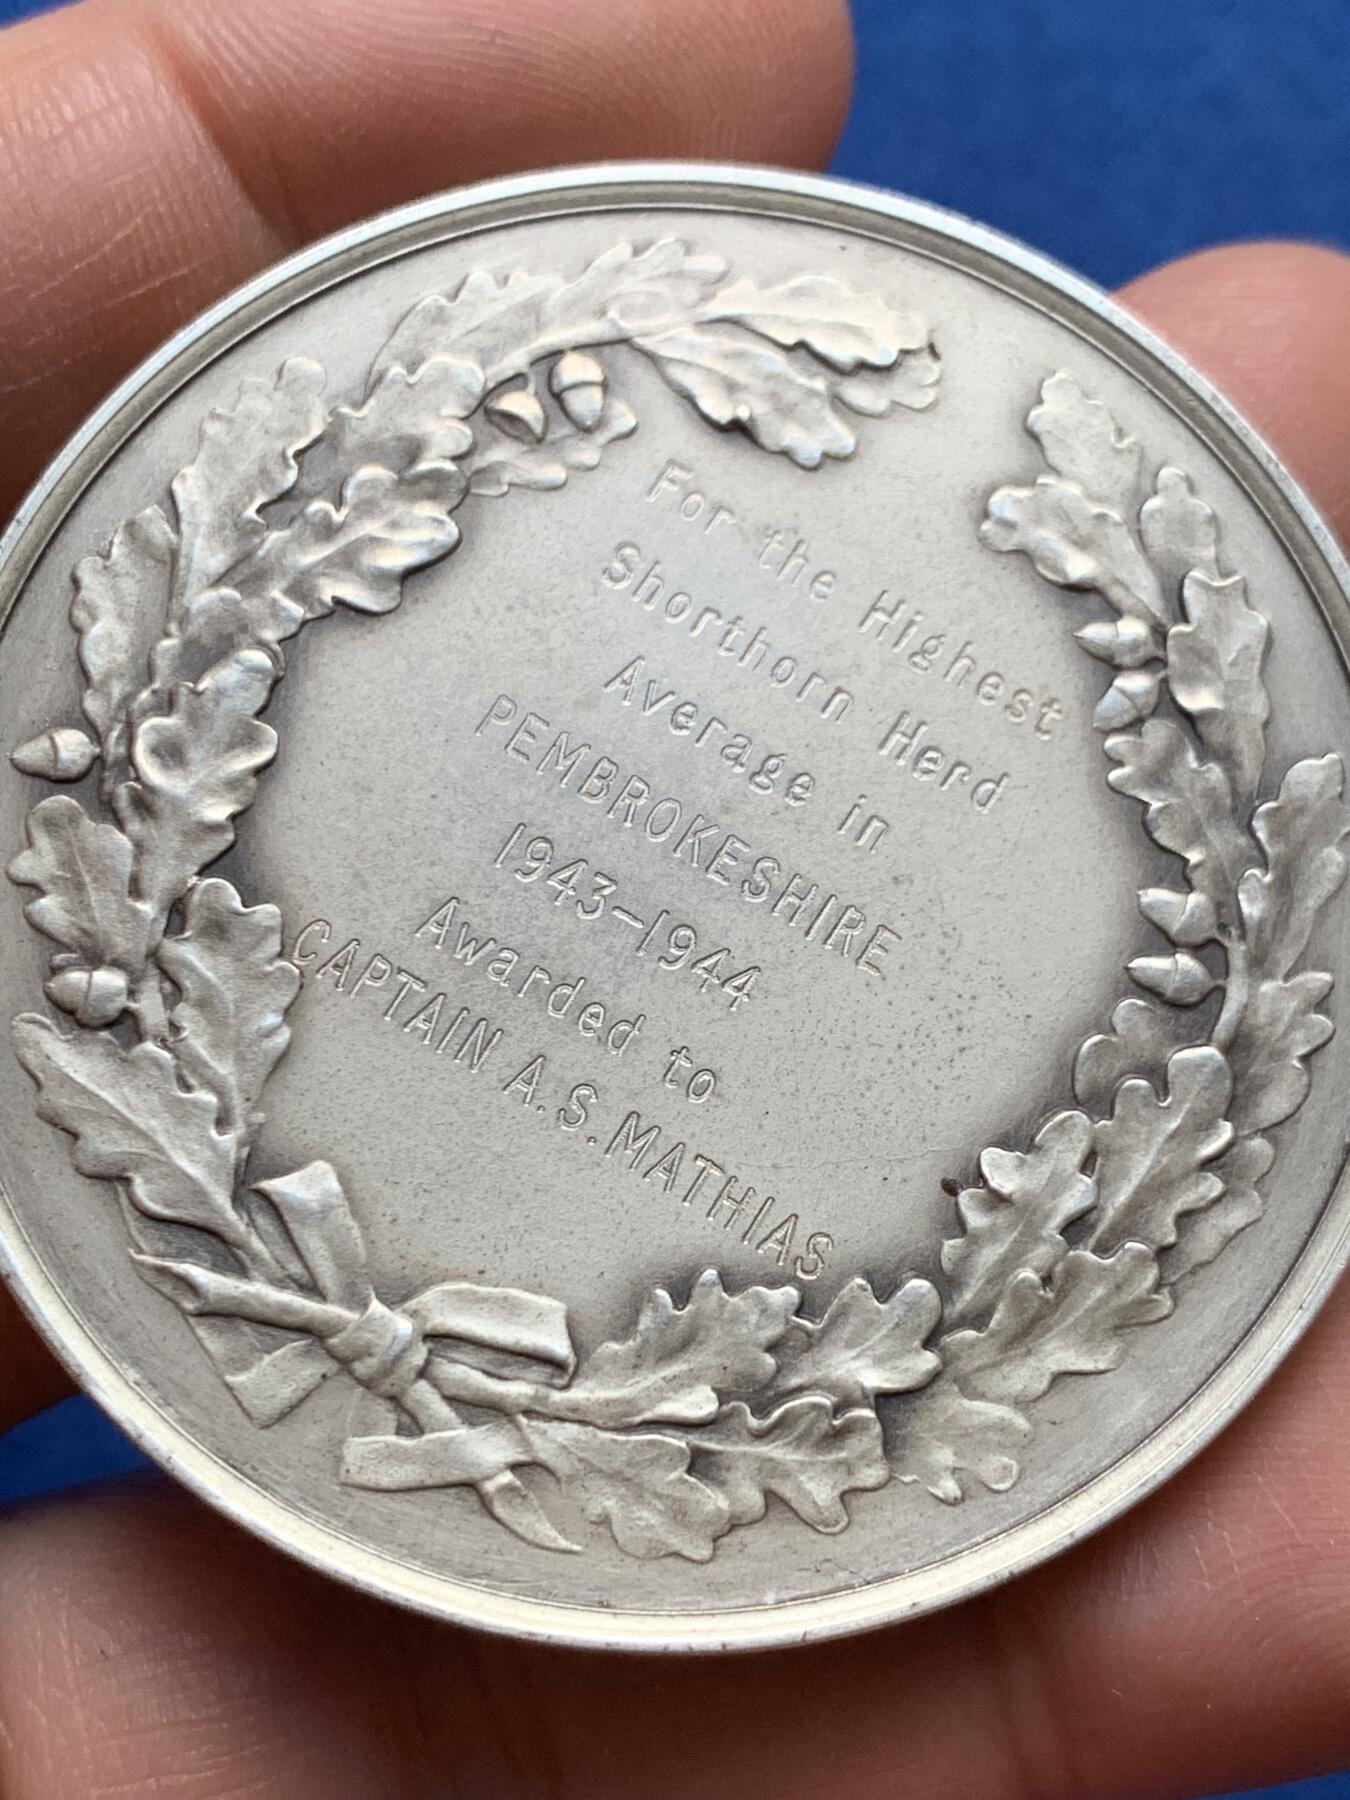 For the Highest
Shorthorn Herd
Average in
PEMBROKESHIRE
1943-1944
Awarded to
CAPTAIN A.S. MATHIAS